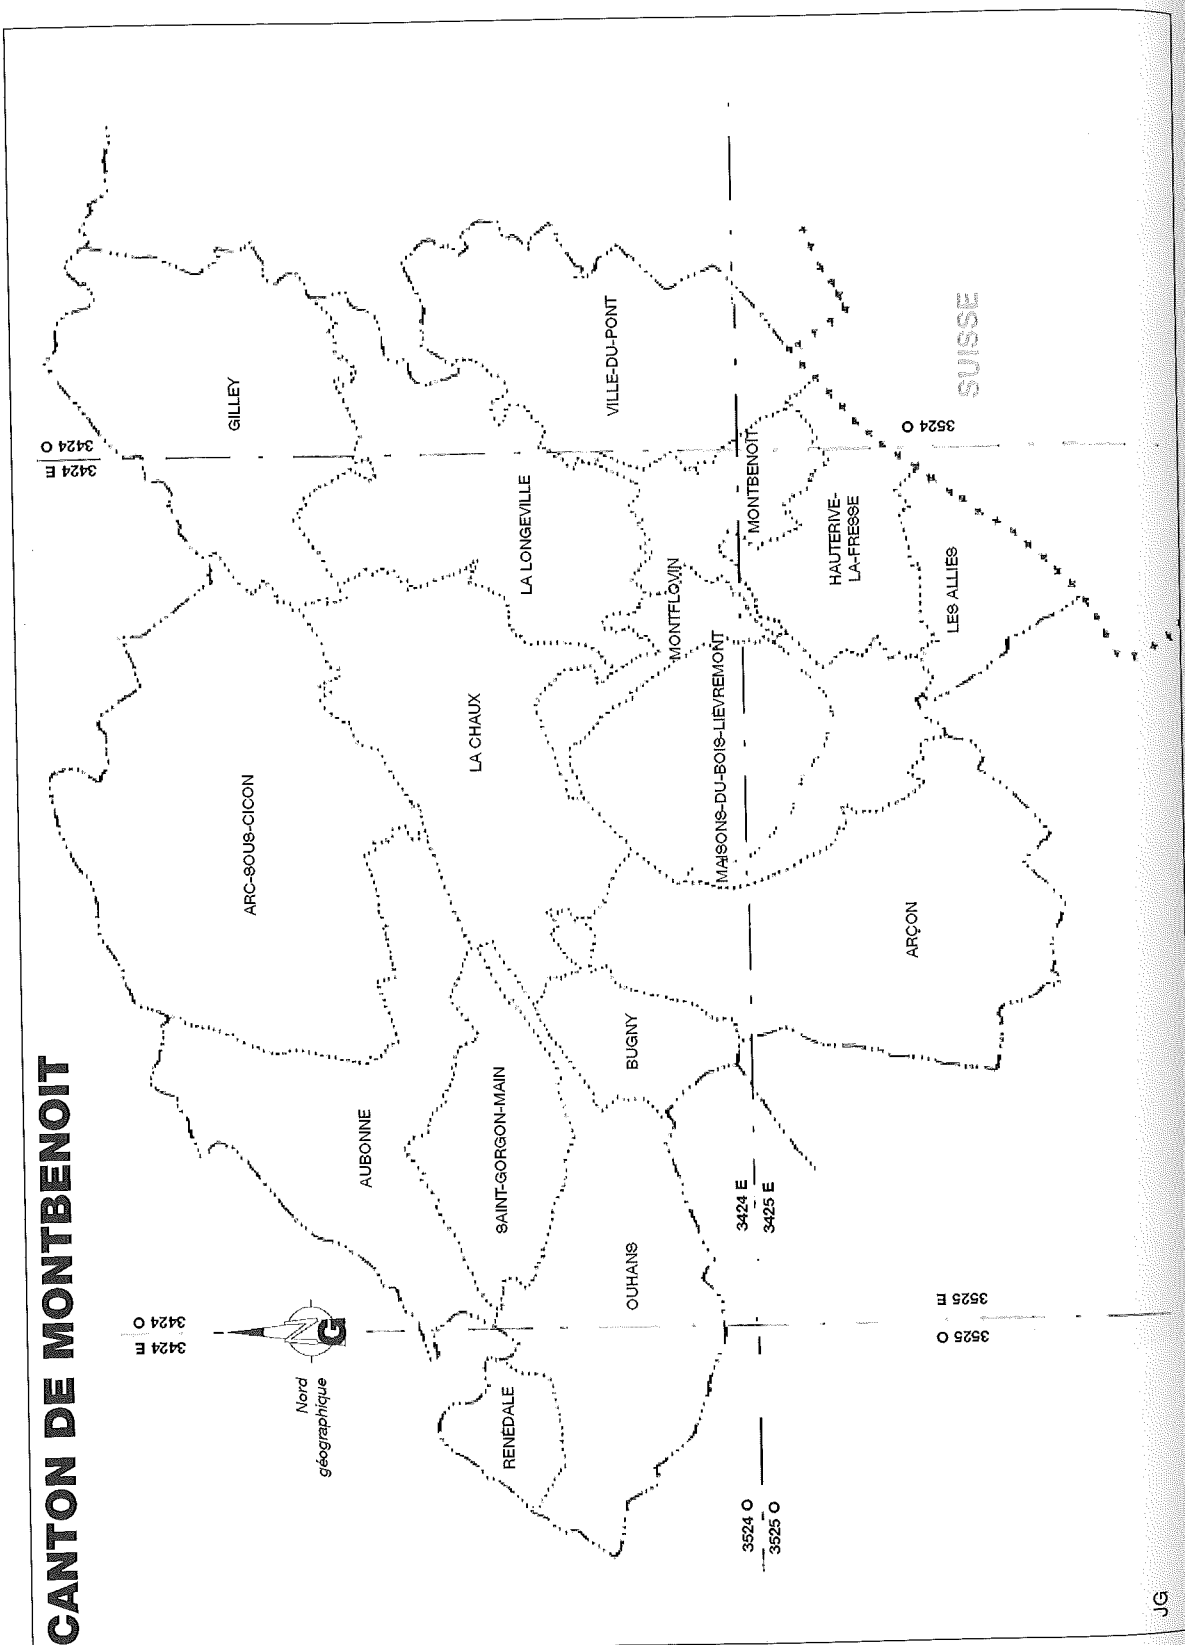 CANTON DE MONTBENOIT
3424 E
3424 O
3424 E
3424 O
Nord
géographique
N
G
GILLEY
ARC-SOUS-CICON
AUBONNE
LA CHAUX
SAINT-GORGON-MAIN
RENÉDALE
LA LONGEVILLE
VILLE-DU-PONT
OUHANS
BUGNY
MONTFLOVIN
MAISONS-DU-BOIS-LIÈVREMONT
3524 O
3525 O
3424 E
3425 E
MONTBENOIT
HAUTERIVE-
LA-FRESSE
ARÇON
3524 O
LES ALLIES
3525 O
3525 E
SUISSE
JG